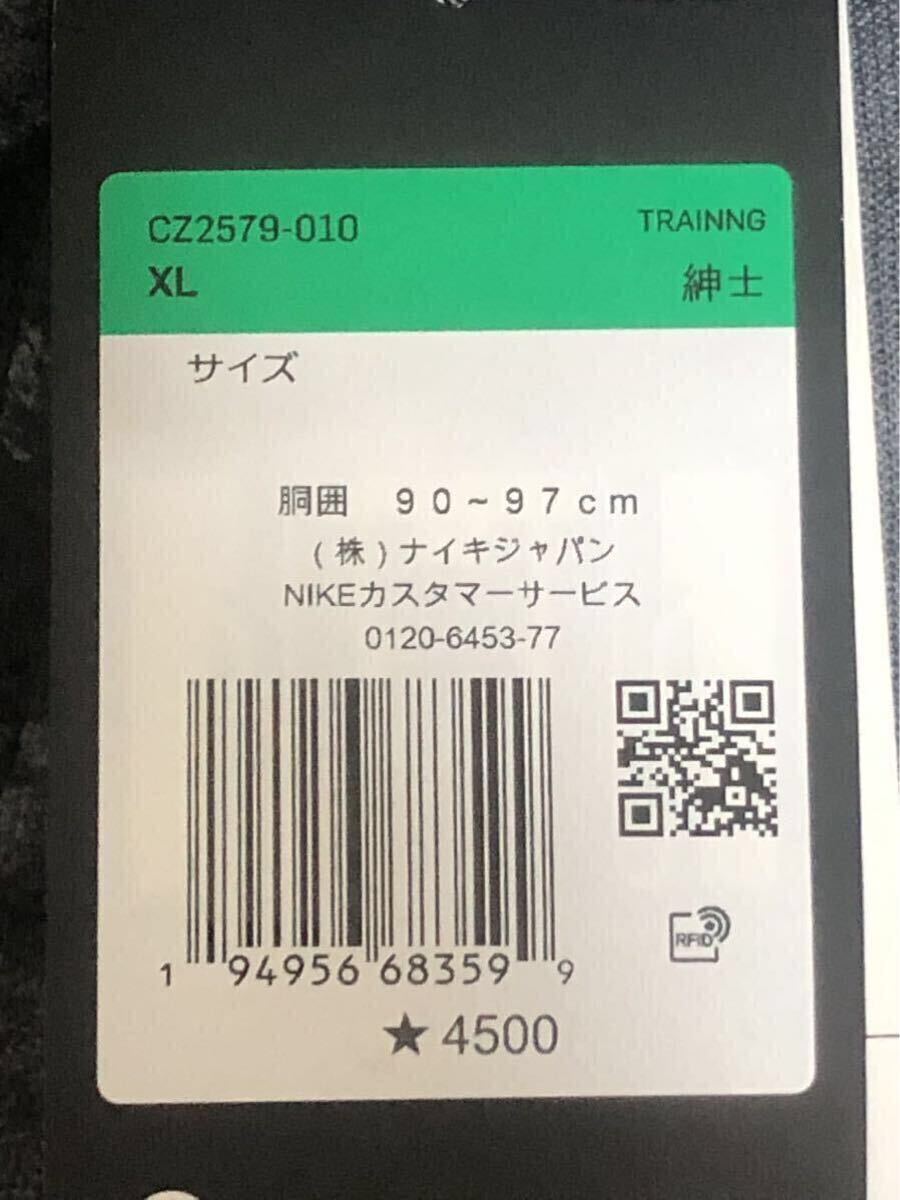 CZ2579-010
TRAINNG
XL
紳士
サイズ
胴囲 90~97cm
(株)ナイキジャパン
NIKEカスタマーサービス
0120-6453-77
1 94956 68359 9
RFID
★4500